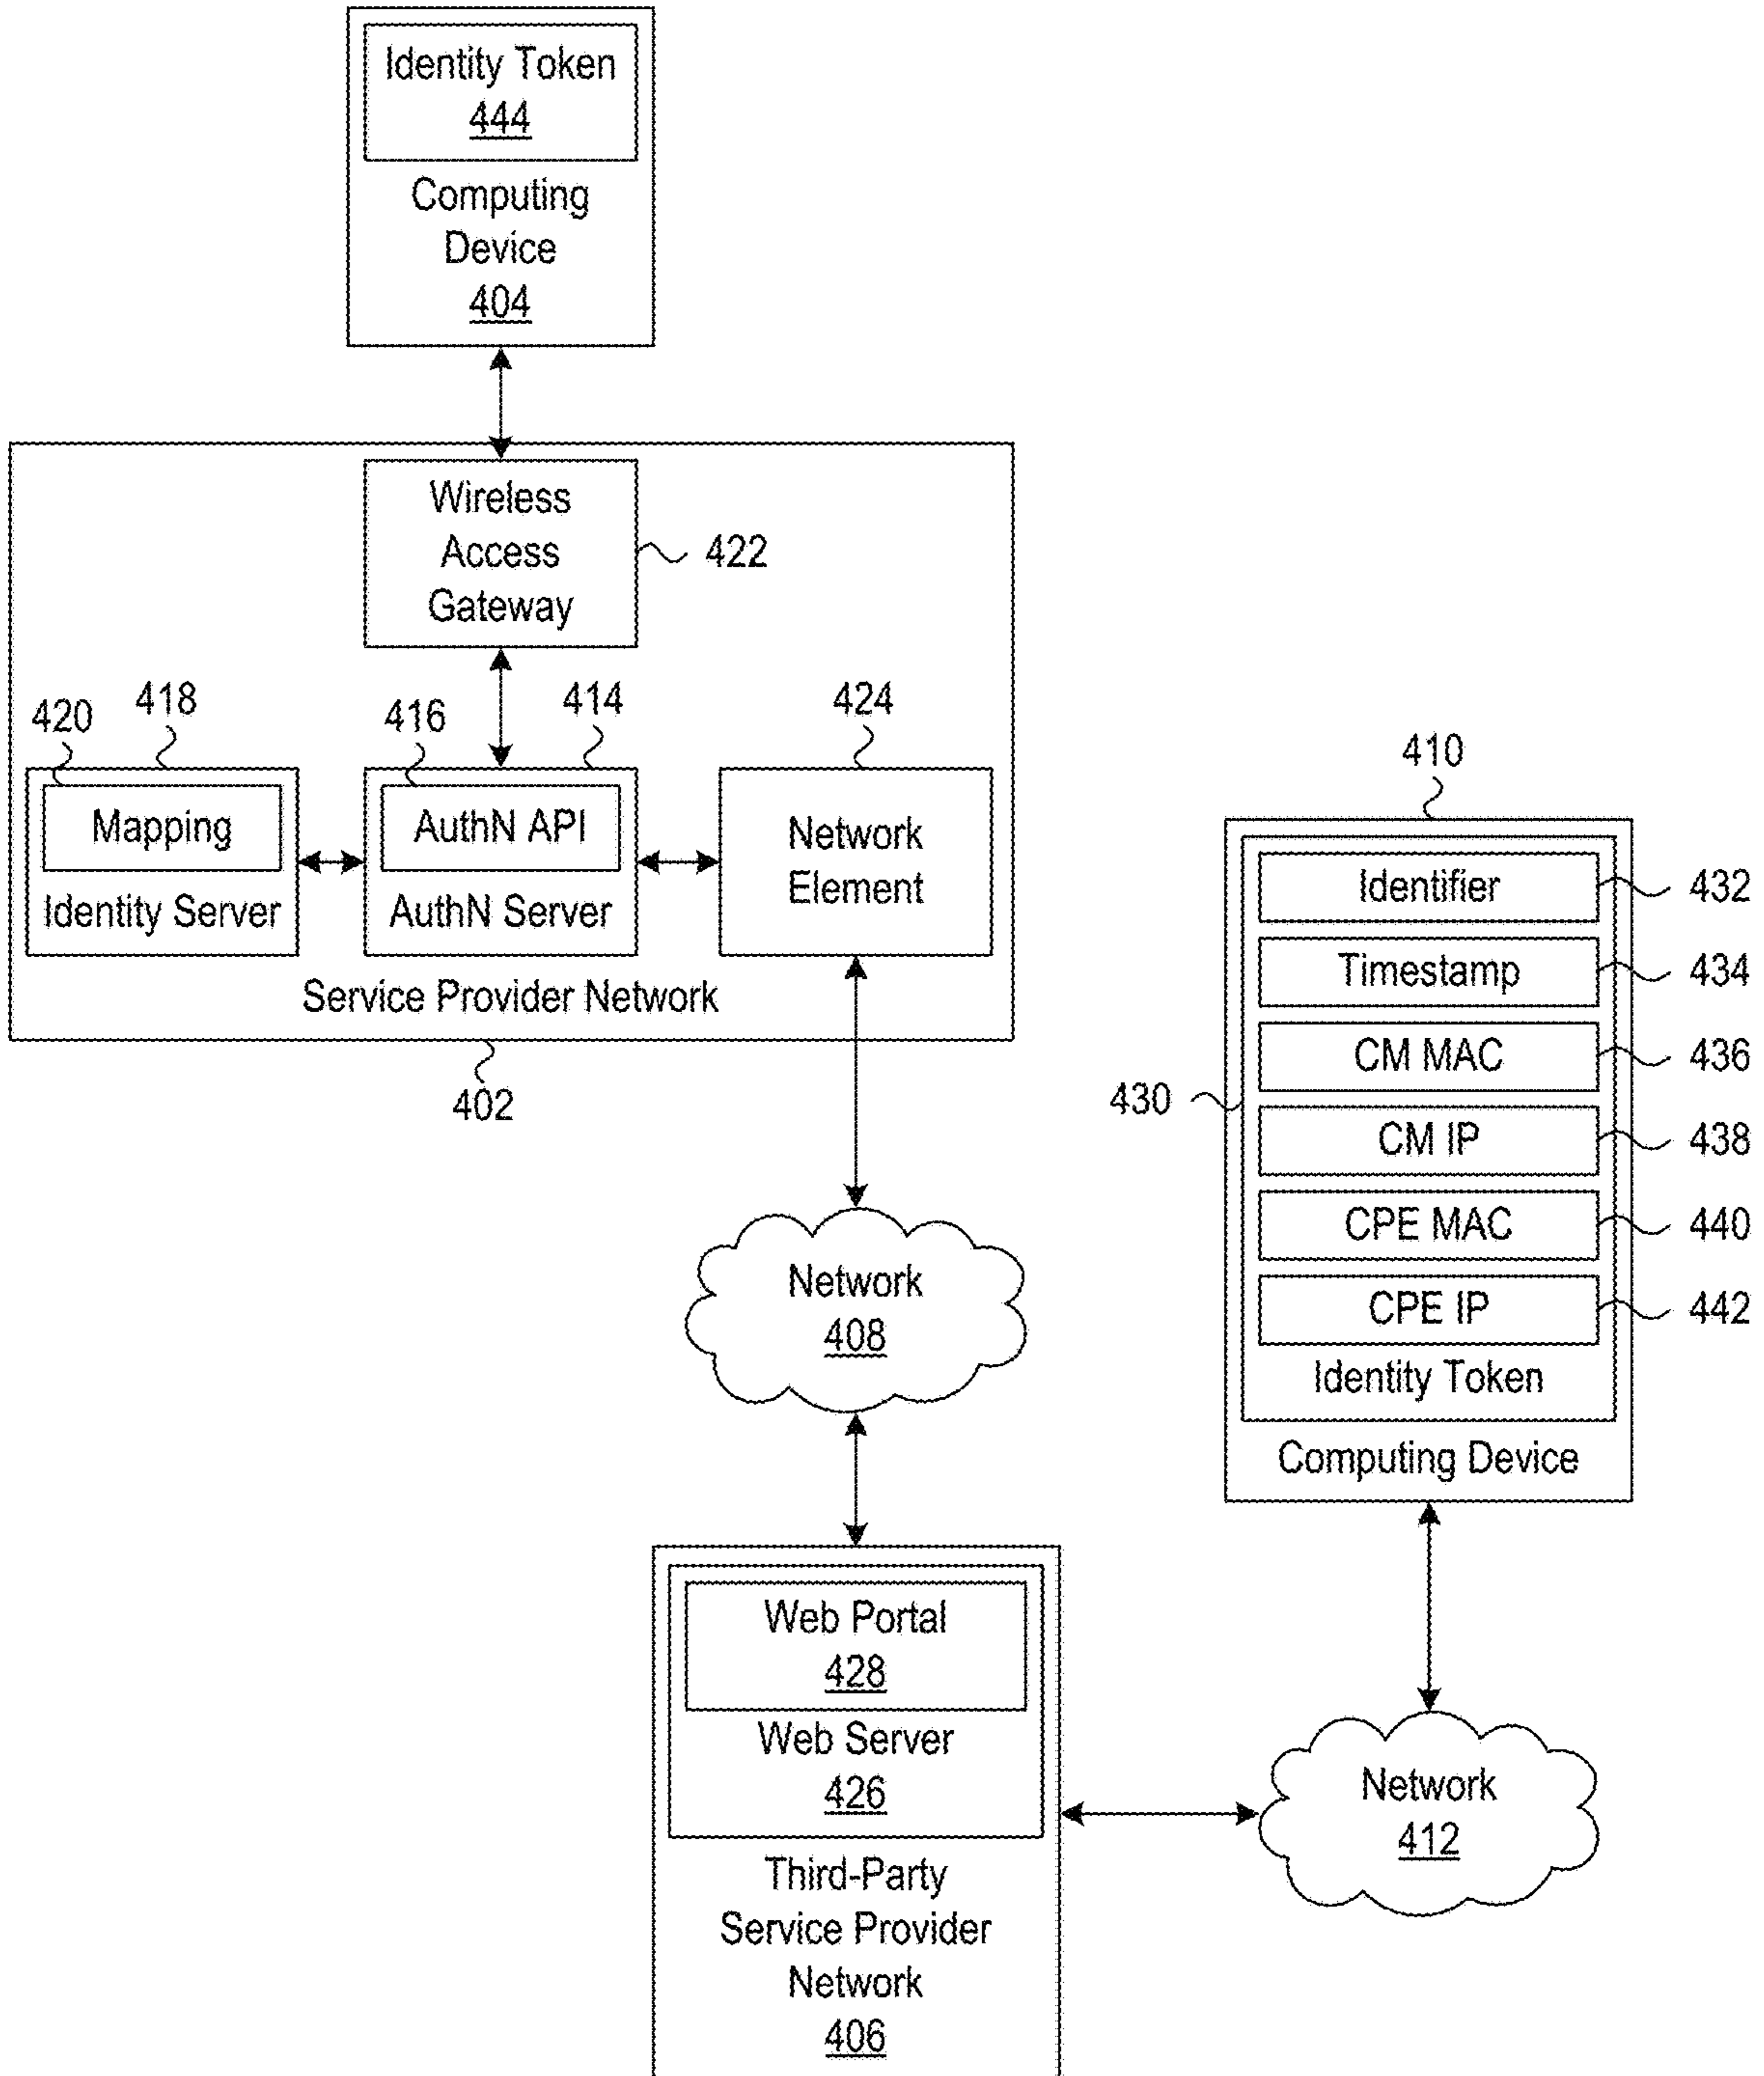 Identity Token
444
Computing
Device
404
Wireless
Access
Gateway
422
420
418
416
414
424
Mapping
Identity Server
AuthN API
AuthN Server
Network
Element
Service Provider Network
402
410
Identifier
432
Timestamp
434
CM MAC
436
430
CM IP
438
CPE MAC
440
CPE IP
442
Identity Token
Computing Device
Network
408
Web Portal
428
Web Server
426
Third-Party
Service Provider
Network
406
Network
412